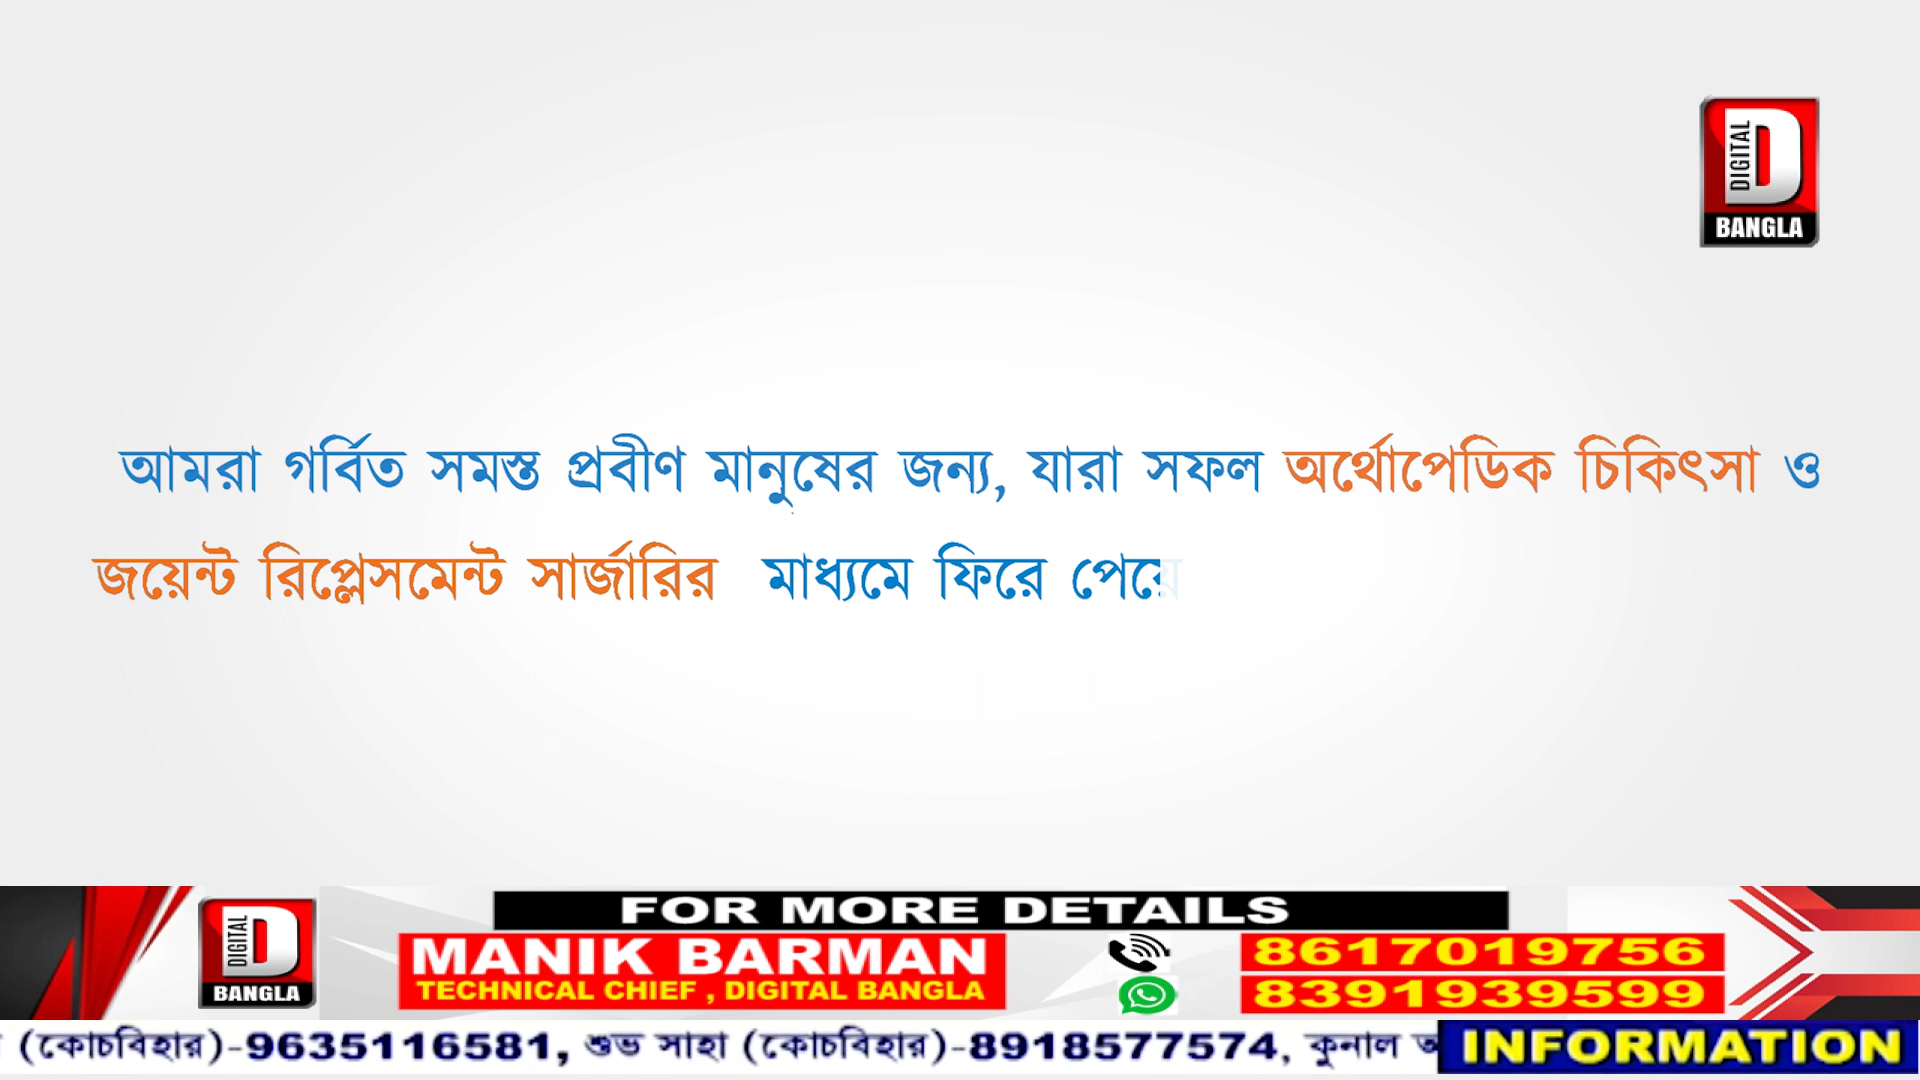 DIGITAL
BANGLA
আমরা গর্বিত সমস্ত প্রবীণ মানুষের জন্য, যারা সফল অর্থোপেডিক চিকিৎসা ও
জয়েন্ট রিপ্লেসমেন্ট সার্জারির মাধ্যমে ফিরে পেয়ে
FOR MORE DETAILS
DIGITAL
BANGLA
MANIK BARMAN
TECHNICAL CHIEF , DIGITAL BANGLA
8617019756
8391939599
(কোচবিহার)-9635116581, শুভ সাহা (কোচবিহার)-8918577574, কুনাল
INFORMATION